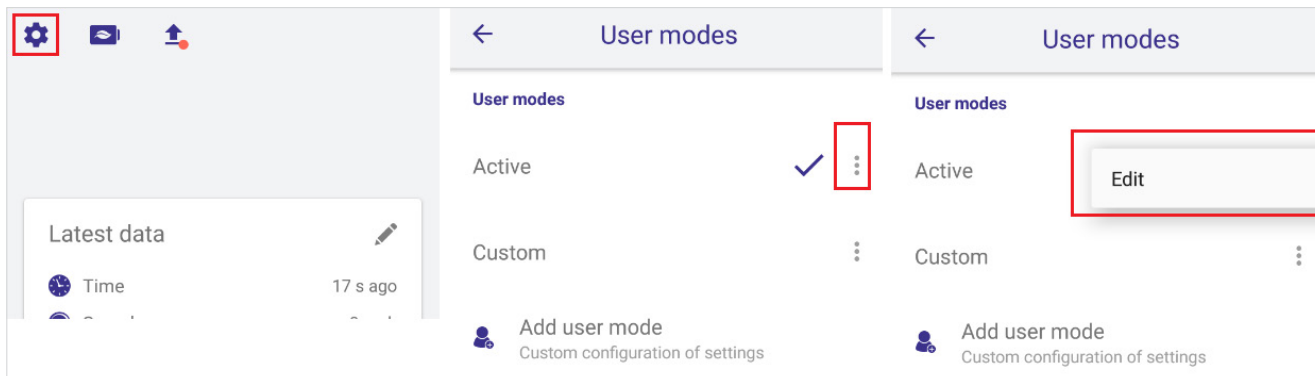 Latest data
Time 17 s ago
User modes
User modes
Active
Custom
Add user mode
Custom configuration of settings
User modes
User modes
Active
Edit
Custom
Add user mode
Custom configuration of settings